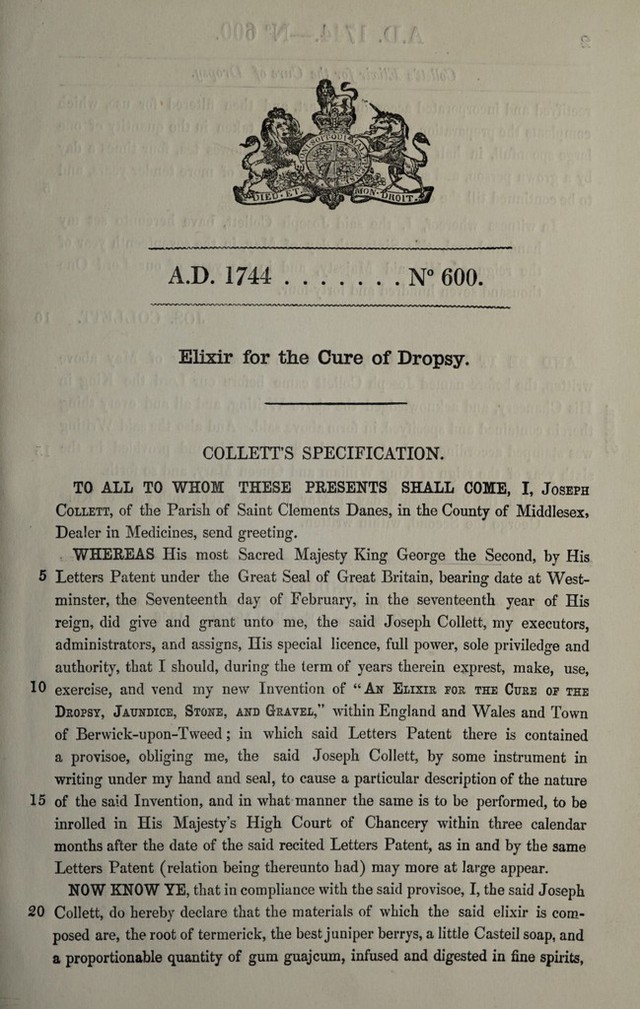 HONI SOIT QUI MAL
DIEU ET MON DROIT.
A.D. 1744 . . . . . . . Nº 600.
Elixir for the Cure of Dropsy.
COLLETT'S SPECIFICATION.
TO ALL TO WHOM THESE PRESENTS SHALL COME, I, JOSEPH
COLLETT, of the Parish of Saint Clements Danes, in the County of Middlesex,
Dealer in Medicines, send greeting.
WHEREAS His most Sacred Majesty King George the Second, by His
5 Letters Patent under the Great Seal of Great Britain, bearing date at West-
minster, the Seventeenth day of February, in the seventeenth year of His
reign, did give and grant unto me, the said Joseph Collett, my executors,
administrators, and assigns, His special licence, full power, sole priviledge and
authority, that I should, during the term of years therein exprest, make, use,
10 exercise, and vend my new Invention of "AN ELIXIR FOR THE CURE OF THE
DROPSY, JAUNDICE, STONE, AND GRAVEL," within England and Wales and Town
of Berwick-upon-Tweed; in which said Letters Patent there is contained
a provisoe, obliging me, the said Joseph Collett, by some instrument in
writing under my hand and seal, to cause a particular description of the nature
15 of the said Invention, and in what manner the same is to be performed, to be
inrolled in His Majesty's High Court of Chancery within three calendar
months after the date of the said recited Letters Patent, as in and by the same
Letters Patent (relation being thereunto had) may more at large appear.
NOW KNOW YE, that in compliance with the said provisoe, I, the said Joseph
20 Collett, do hereby declare that the materials of which the said elixir is com-
posed are, the root of termerick, the best juniper berrys, a little Casteil soap, and
a proportionable quantity of gum guajcum, infused and digested in fine spirits,